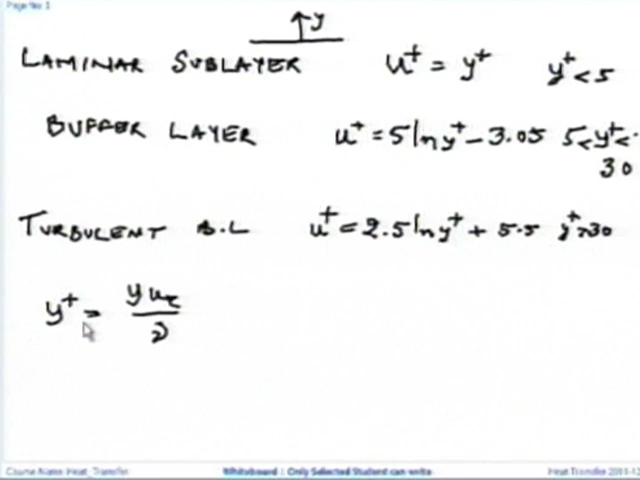 Page No: 1
↑y
LAMINAR SUBLAYER u⁺ = y⁺ y⁺ < 5
BUFFER LAYER u⁺ = 5 ln y⁺ − 3.05 5 < y⁺ <
30
TURBULENT B.L u⁺ = 2.5 ln y⁺ + 5.5 y⁺ > 30
y⁺ = y uτ / ν
Course Name: Heat_Transfer Whiteboard : Only Selected Student can write Heat Transfer 2011-12